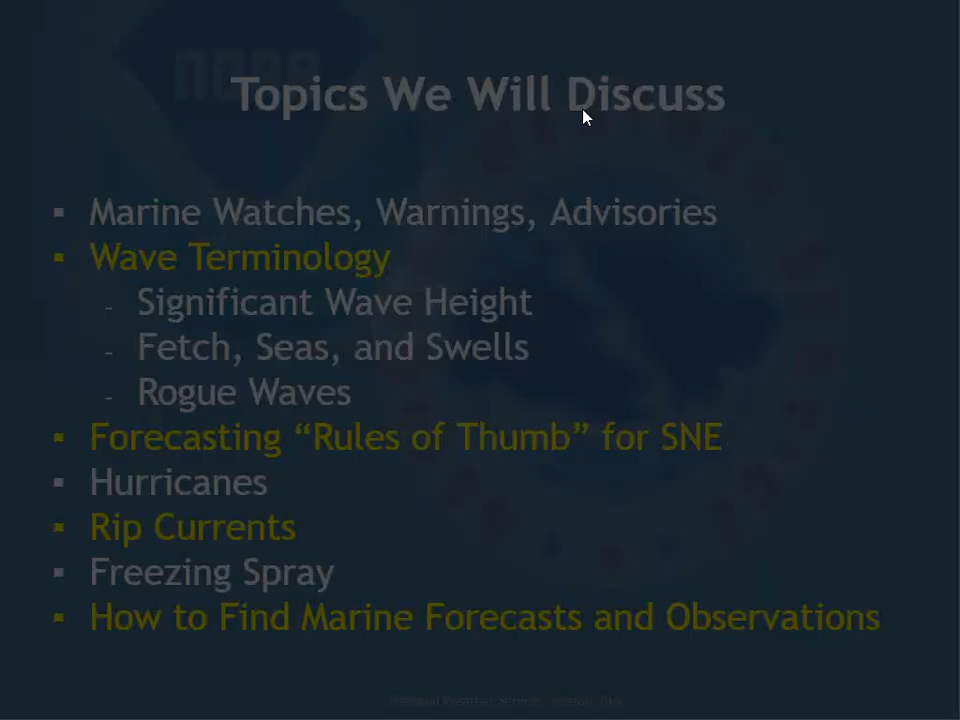 Topics We Will Discuss
▪ Marine Watches, Warnings, Advisories
▪ Wave Terminology
- Significant Wave Height
- Fetch, Seas, and Swells
- Rogue Waves
▪ Forecasting “Rules of Thumb” for SNE
▪ Hurricanes
▪ Rip Currents
▪ Freezing Spray
▪ How to Find Marine Forecasts and Observations